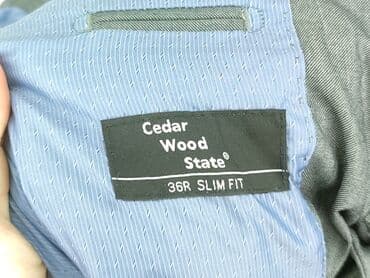 Cedar
Wood
State®
36R SLIM FIT